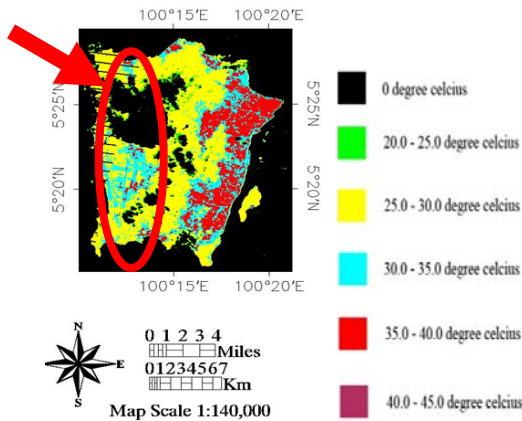 100°15′E 100°20′E
5°25′N
5°25′N
5°20′N
5°20′N
100°15′E 100°20′E
0 degree celcius
20.0 - 25.0 degree celcius
25.0 - 30.0 degree celcius
30.0 - 35.0 degree celcius
35.0 - 40.0 degree celcius
40.0 - 45.0 degree celcius
N
E
S
0 1 2 3 4
Miles
01234567
Km
Map Scale 1:140,000